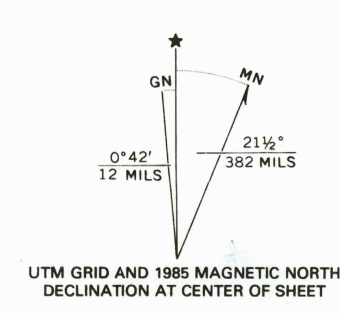 ★
GN
MN
0°42′
12 MILS
21½°
382 MILS
UTM GRID AND 1985 MAGNETIC NORTH
DECLINATION AT CENTER OF SHEET